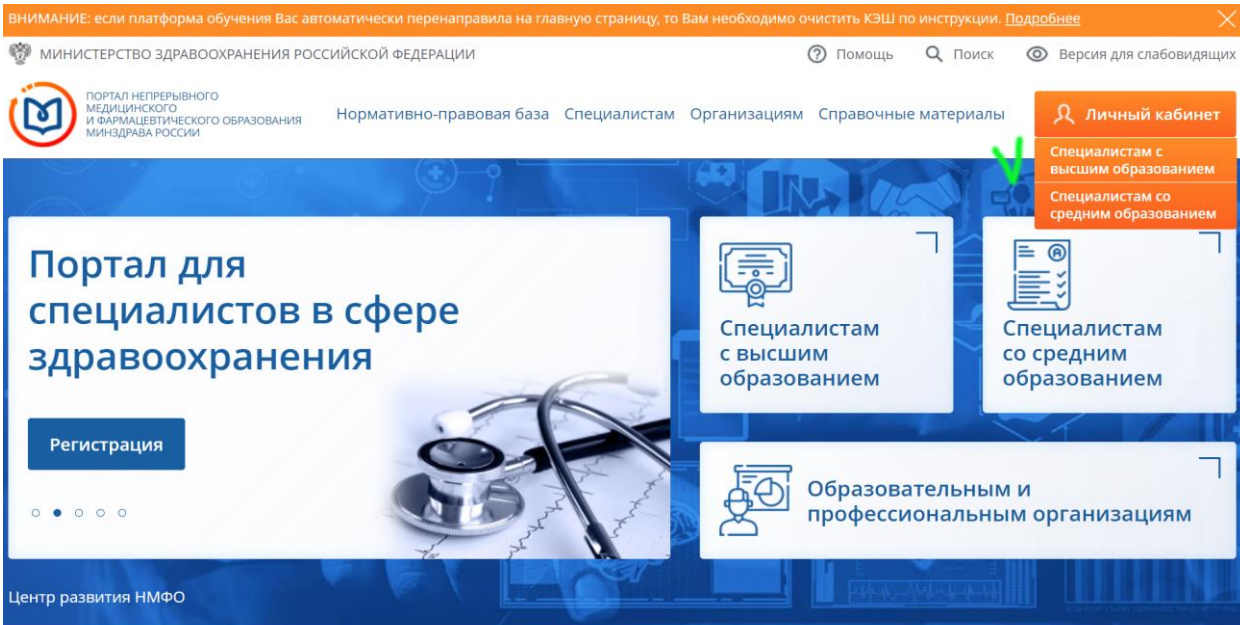 ВНИМАНИЕ: если платформа обучения Вас автоматически перенаправила на главную страницу, то Вам необходимо очистить КЭШ по инструкции. Подробнее
МИНИСТЕРСТВО ЗДРАВООХРАНЕНИЯ РОССИЙСКОЙ ФЕДЕРАЦИИ
Помощь
Поиск
Версия для слабовидящих
ПОРТАЛ НЕПРЕРЫВНОГО
МЕДИЦИНСКОГО
И ФАРМАЦЕВТИЧЕСКОГО ОБРАЗОВАНИЯ
МИНЗДРАВА РОССИИ
Нормативно-правовая база
Специалистам
Организациям
Справочные материалы
Личный кабинет
Специалистам с
высшим образованием
Специалистам со
средним образованием
Портал для
специалистов в сфере
здравоохранения
Регистрация
Специалистам
с высшим
образованием
Специалистам
со средним
образованием
Образовательным и
профессиональным организациям
Центр развития НМФО